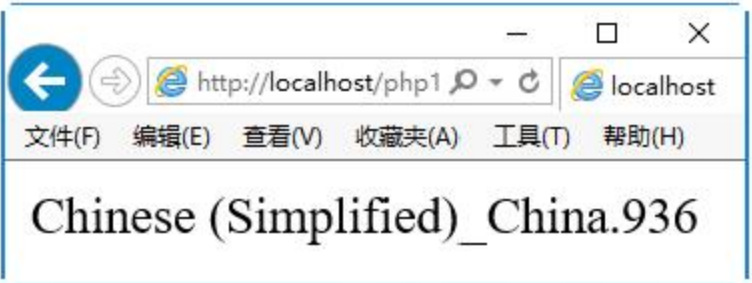 http://localhost/php1
localhost
文件(F) 编辑(E) 查看(V) 收藏夹(A) 工具(T) 帮助(H)
Chinese (Simplified)_China.936